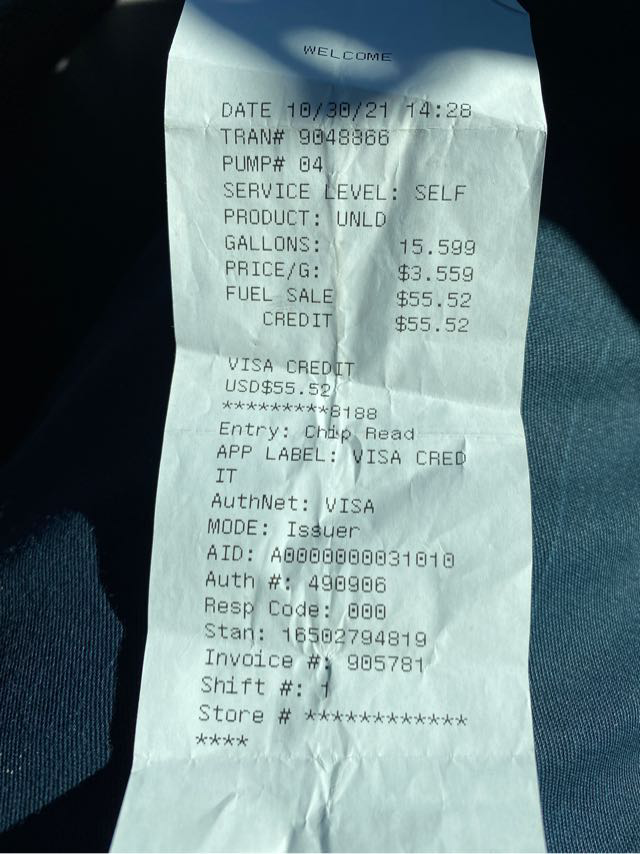 WELCOME
DATE 10/30/21 14:28
TRAN# 9048866
PUMP# 04
SERVICE LEVEL: SELF
PRODUCT: UNLD
GALLONS: 15.599
PRICE/G: $3.559
FUEL SALE $55.52
CREDIT $55.52
VISA CREDIT
USD$55.52
*********8188
Entry: Chip Read
APP LABEL: VISA CRED
IT
AuthNet: VISA
MODE: Issuer
AID: A0000000031010
Auth #: 490906
Resp Code: 000
Stan: 16502794819
Invoice #: 905781
Shift #: 1
Store # ************
****